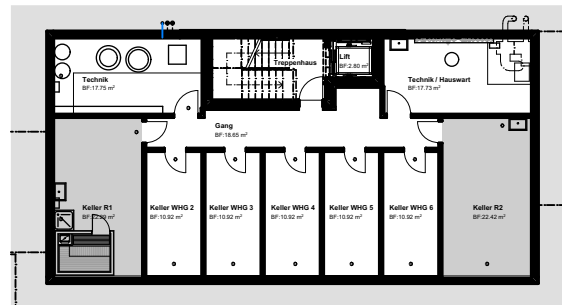 Treppenhaus
Lift
BF:2.80 m²
Technik
BF:17.75 m²
Technik / Hauswart
BF:17.73 m²
Gang
BF:18.65 m²
Keller R1
Keller WHG 2
BF:10.92 m²
Keller WHG 3
BF:10.92 m²
Keller WHG 4
BF:10.92 m²
Keller WHG 5
BF:10.92 m²
Keller WHG 6
BF:10.92 m²
Keller R2
BF:22.42 m²